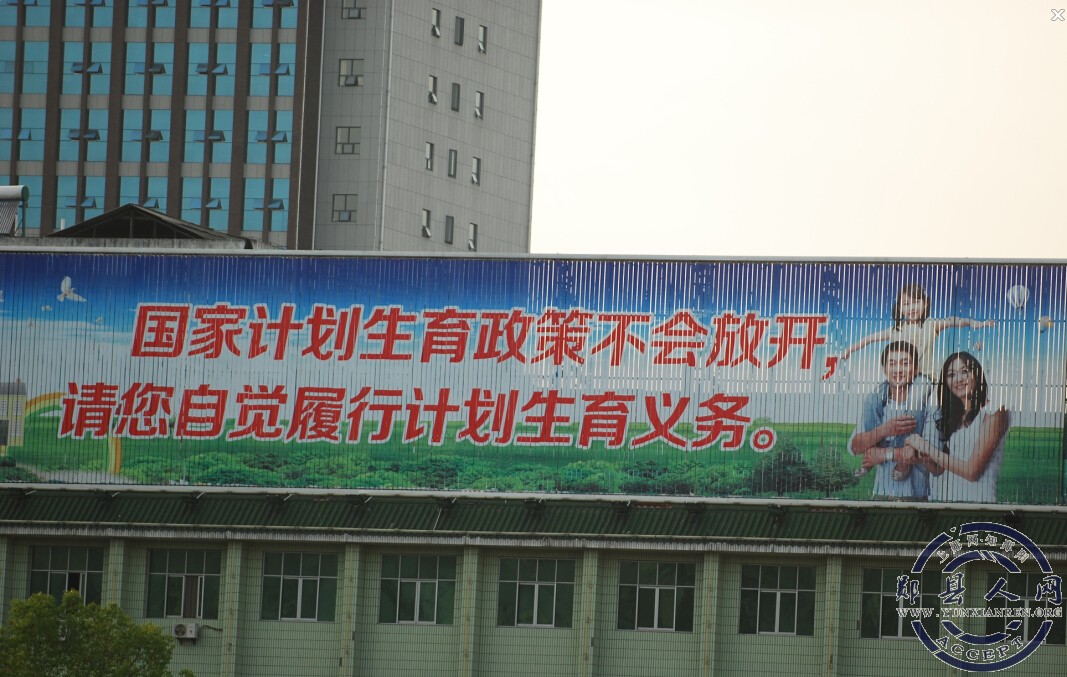 国家计划生育政策不会放开，
请您自觉履行计划生育义务。
郧县人网
WWW.YUNXIANREN.ORG
ACCEPT